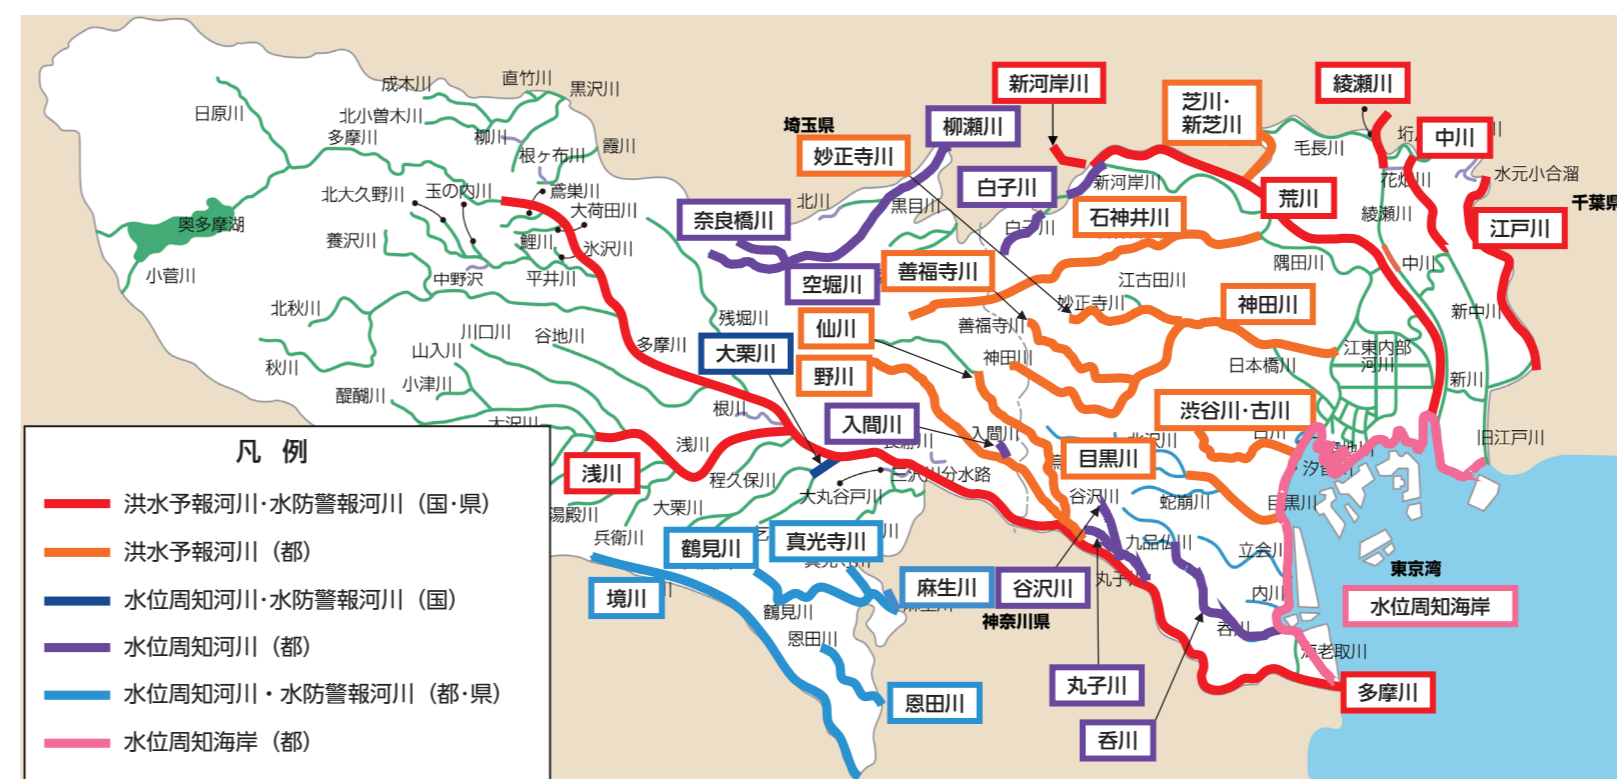 新河岸川
芝川・
新芝川
綾瀬川
中川
埼玉県
妙正寺川
柳瀬川
白子川
荒川
石神井川
江戸川
千葉県
奈良橋川
空堀川
善福寺川
神田川
仙川
大栗川
野川
入間川
渋谷川・古川
目黒川
浅川
鶴見川
真光寺川
境川
麻生川
谷沢川
神奈川県
丸子川
呑川
恩田川
多摩川
東京湾
水位周知海岸
日原川
成木川
直竹川
黒沢川
北小曽木川
多摩川
柳川
霞川
根ヶ布川
北大久野川
玉の内川
鳶巣川
大荷田川
奥多摩湖
養沢川
鯉川
氷沢川
小菅川
中野沢
平井川
北秋川
川口川
谷地川
残堀川
多摩川
秋川
山入川
小津川
醍醐川
大沢川
根川
浅川
程久保川
大栗川
湯殿川
兵衛川
大丸谷戸川
三沢川分水路
鶴見川
恩田川
北川
黒目川
白子川
新河岸川
毛長川
花畑川
水元小合溜
綾瀬川
隅田川
中川
新中川
江古田川
妙正寺川
善福寺川
神田川
日本橋川
江東内部
河川
新川
旧江戸川
入間川
北沢川
谷沢川
蛇崩川
目黒川
九品仏川
立会川
丸子川
内川
呑川
海老取川
凡 例
洪水予報河川・水防警報河川（国・県）
洪水予報河川（都）
水位周知河川・水防警報河川（国）
水位周知河川（都）
水位周知河川・水防警報河川（都・県）
水位周知海岸（都）